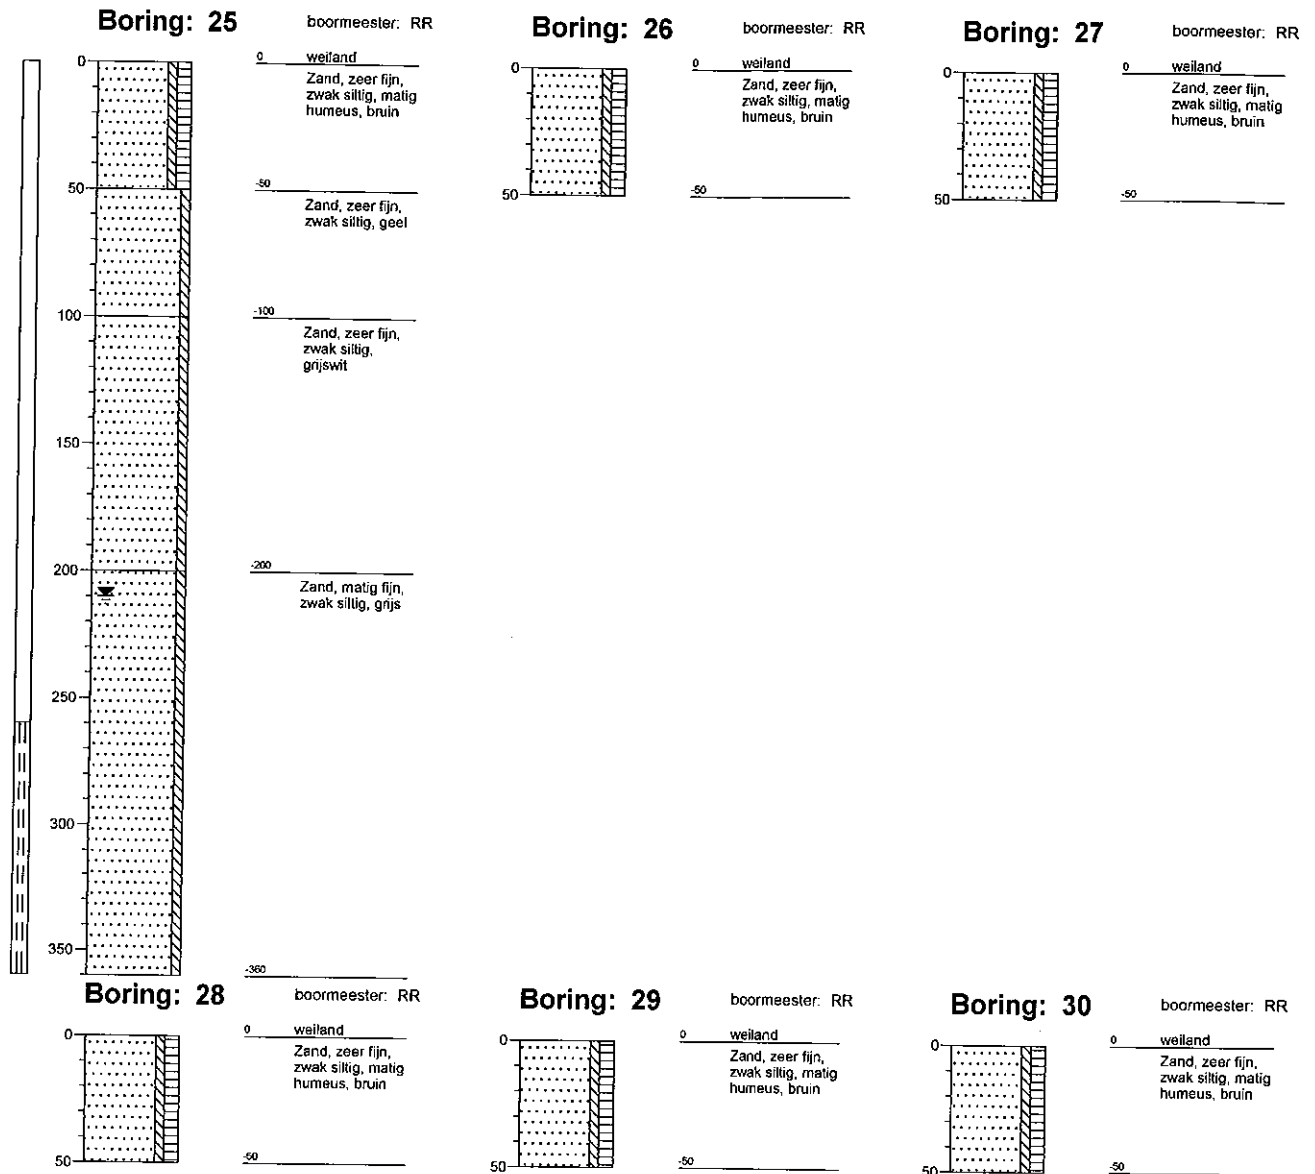 Boring: 25
boormeester: RR
0
50
100
150
200
250
300
350
0 weiland
Zand, zeer fijn,
zwak siltig, matig
humeus, bruin
-50
Zand, zeer fijn,
zwak siltig, geel
-100
Zand, zeer fijn,
zwak siltig,
grijswit
-200
Zand, matig fijn,
zwak siltig, grijs
-360
Boring: 26
boormeester: RR
0
50
0 weiland
Zand, zeer fijn,
zwak siltig, matig
humeus, bruin
-50
Boring: 27
boormeester: RR
0
50
0 weiland
Zand, zeer fijn,
zwak siltig, matig
humeus, bruin
-50
Boring: 28
boormeester: RR
0
50
0 weiland
Zand, zeer fijn,
zwak siltig, matig
humeus, bruin
-50
Boring: 29
boormeester: RR
0
50
0 weiland
Zand, zeer fijn,
zwak siltig, matig
humeus, bruin
-50
Boring: 30
boormeester: RR
0
50
0 weiland
Zand, zeer fijn,
zwak siltig, matig
humeus, bruin
-50